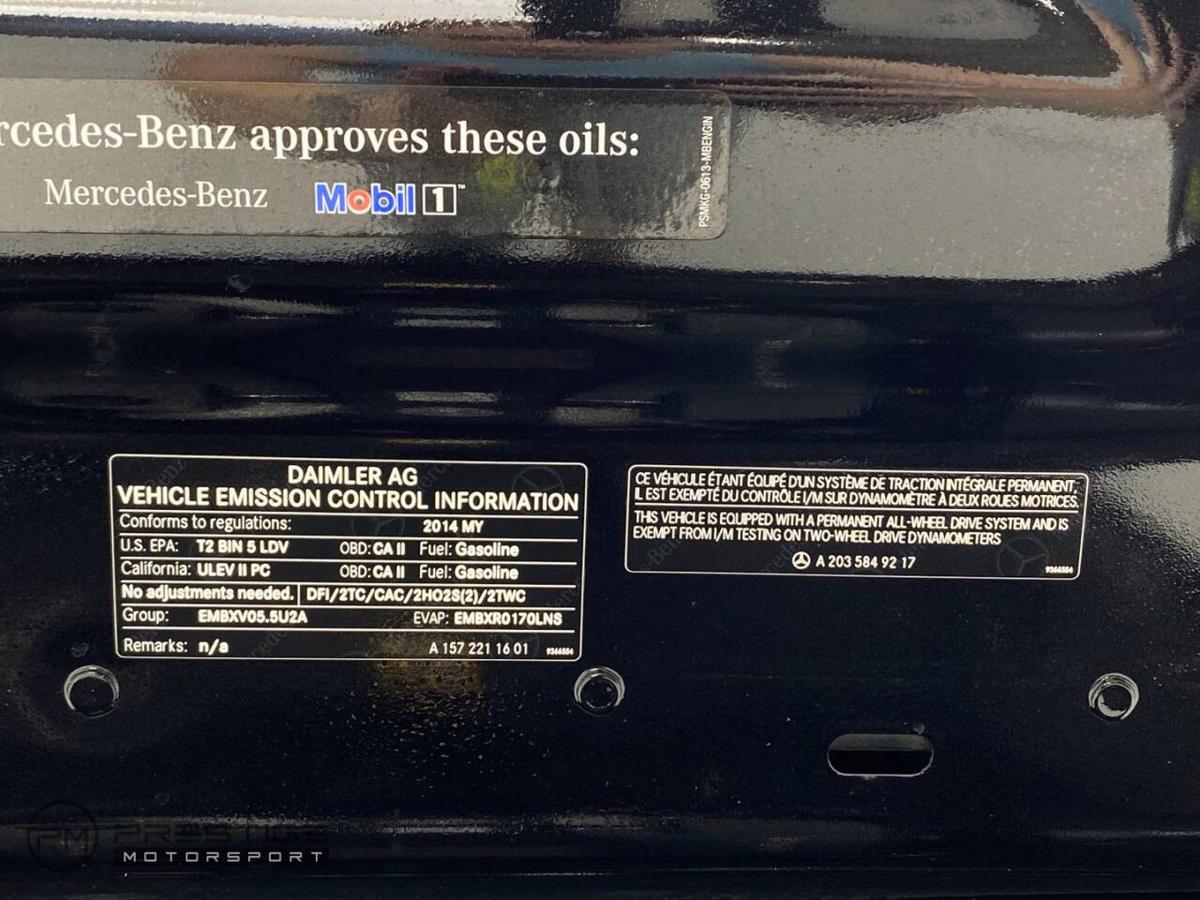 rcedes-Benz approves these oils:
Mercedes-Benz Mobil 1™
PSMKG-0613-MBENGIN
DAIMLER AG
VEHICLE EMISSION CONTROL INFORMATION
Conforms to regulations: 2014 MY
U.S. EPA: T2 BIN 5 LDV OBD: CA II Fuel: Gasoline
California: ULEV II PC OBD: CA II Fuel: Gasoline
No adjustments needed. DFI/2TC/CAC/2HO2S(2)/2TWC
Group: EMBXV05.5U2A EVAP: EMBXR0170LNS
Remarks: n/a A 157 221 16 01 9366554
CE VÉHICULE ÉTANT ÉQUIPÉ D'UN SYSTÈME DE TRACTION INTÉGRALE PERMANENT,
IL EST EXEMPTÉ DU CONTRÔLE I/M SUR DYNAMOMÈTRE À DEUX ROUES MOTRICES.
THIS VEHICLE IS EQUIPPED WITH A PERMANENT ALL-WHEEL DRIVE SYSTEM AND IS
EXEMPT FROM I/M TESTING ON TWO-WHEEL DRIVE DYNAMOMETERS
A 203 584 92 17 9366554
PM PRESTIGE
MOTORSPORT